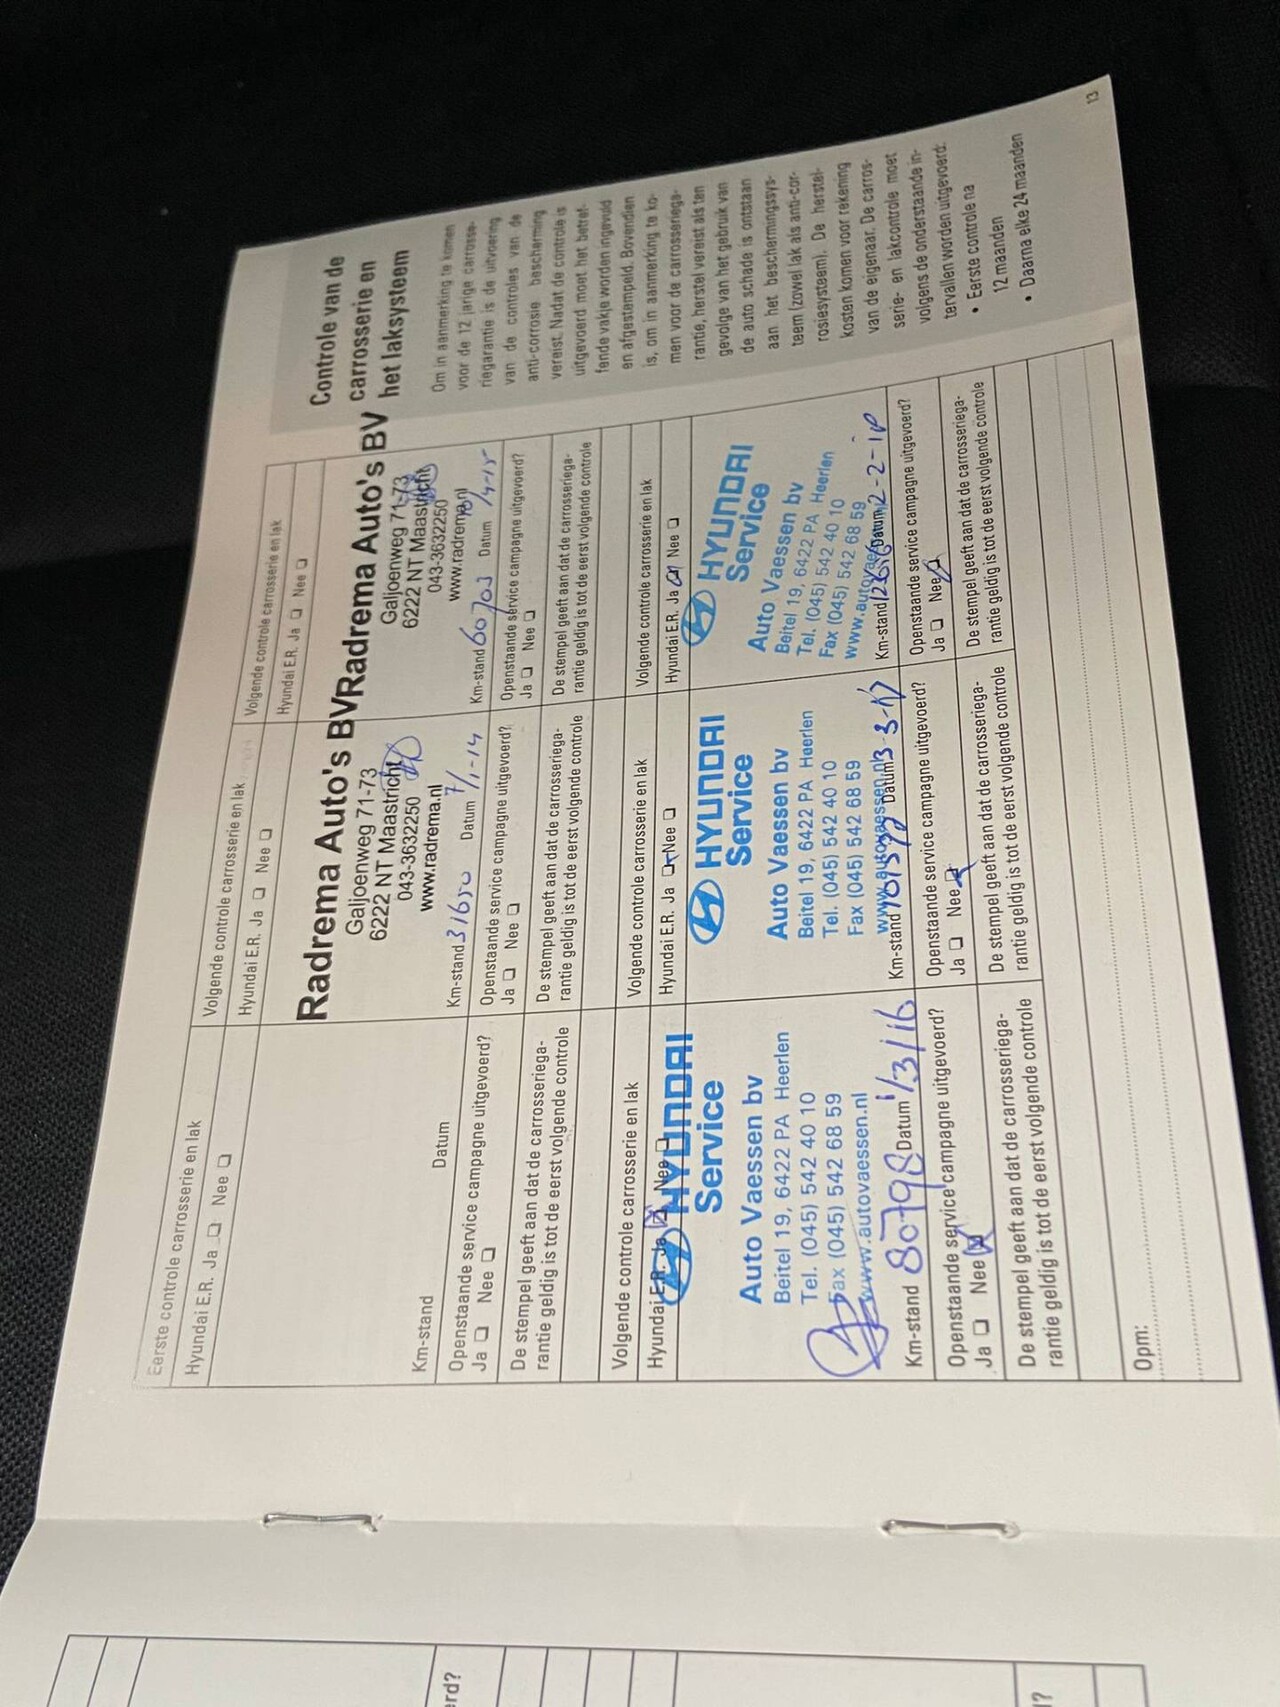 Eerste controle carrosserie en lak
Hyundai E.R. Ja ❏ Nee ❏
Km-stand Datum
Openstaande service campagne uitgevoerd?
Ja ❏ Nee ❏
De stempel geeft aan dat de carrosseriega-
rantie geldig is tot de eerst volgende controle
Volgende controle carrosserie en lak
Hyundai E.R. Ja ❏ Nee ❏
Radrema Auto's BV
Galjoenweg 71-73
6222 NT Maastricht
043-3632250
www.radrema.nl
Km-stand 31650 Datum 7/1-14
Openstaande service campagne uitgevoerd?
Ja ❏ Nee ❏
De stempel geeft aan dat de carrosseriega-
rantie geldig is tot de eerst volgende controle
Volgende controle carrosserie en lak
Hyundai E.R. Ja ❏ Nee ❏
Radrema Auto's BV
Galjoenweg 71-73
6222 NT Maastricht
043-3632250
www.radrema.nl
Km-stand 60703 Datum
Openstaande service campagne uitgevoerd?
Ja ❏ Nee ❏
De stempel geeft aan dat de carrosseriega-
rantie geldig is tot de eerst volgende controle
Volgende controle carrosserie en lak
Hyundai E.R. Ja ❏ Nee ❏
HYUNDAI
Service
Auto Vaessen bv
Beitel 19, 6422 PA Heerlen
Tel. (045) 542 40 10
Fax (045) 542 68 59
www.autovaessen.nl
Km-stand 80798 Datum 1/3/16
Openstaande service campagne uitgevoerd?
Ja ❏ Nee ❏
De stempel geeft aan dat de carrosseriega-
rantie geldig is tot de eerst volgende controle
Volgende controle carrosserie en lak
Hyundai E.R. Ja ❏ Nee ❏
HYUNDAI
Service
Auto Vaessen bv
Beitel 19, 6422 PA Heerlen
Tel. (045) 542 40 10
Fax (045) 542 68 59
www.autovaessen.nl
Km-stand Datum 3-3-17
Openstaande service campagne uitgevoerd?
Ja ❏ Nee ❏
De stempel geeft aan dat de carrosseriega-
rantie geldig is tot de eerst volgende controle
Volgende controle carrosserie en lak
Hyundai E.R. Ja ❏ Nee ❏
HYUNDAI
Service
Auto Vaessen bv
Beitel 19, 6422 PA Heerlen
Tel. (045) 542 40 10
Fax (045) 542 68 59
Km-stand Datum
Openstaande service campagne uitgevoerd?
Ja ❏ Nee ❏
De stempel geeft aan dat de carrosseriega-
rantie geldig is tot de eerst volgende controle
Opm:
Controle van de
carrosserie en
het laksysteem
Om in aanmerking te komen
voor de 12 jarige carrosse-
riegarantie is de uitvoering
van de controles van de
anti-corrosie bescherming
vereist. Nadat de controle is
uitgevoerd moet het betref-
fende vakje worden ingevuld
en afgestempeld. Bovendien
is, om in aanmerking te ko-
men voor de carrosseriega-
rantie, herstel vereist als ten
gevolge van het gebruik van
de auto schade is ontstaan
aan het beschermingssys-
teem (zowel lak als anti-cor-
rosiesysteem). De herstel-
kosten komen voor rekening
van de eigenaar. De carros-
serie- en lakcontrole moet
volgens de onderstaande in-
tervallen worden uitgevoerd:
• Eerste controle na
12 maanden
• Daarna elke 24 maanden
13
erd?